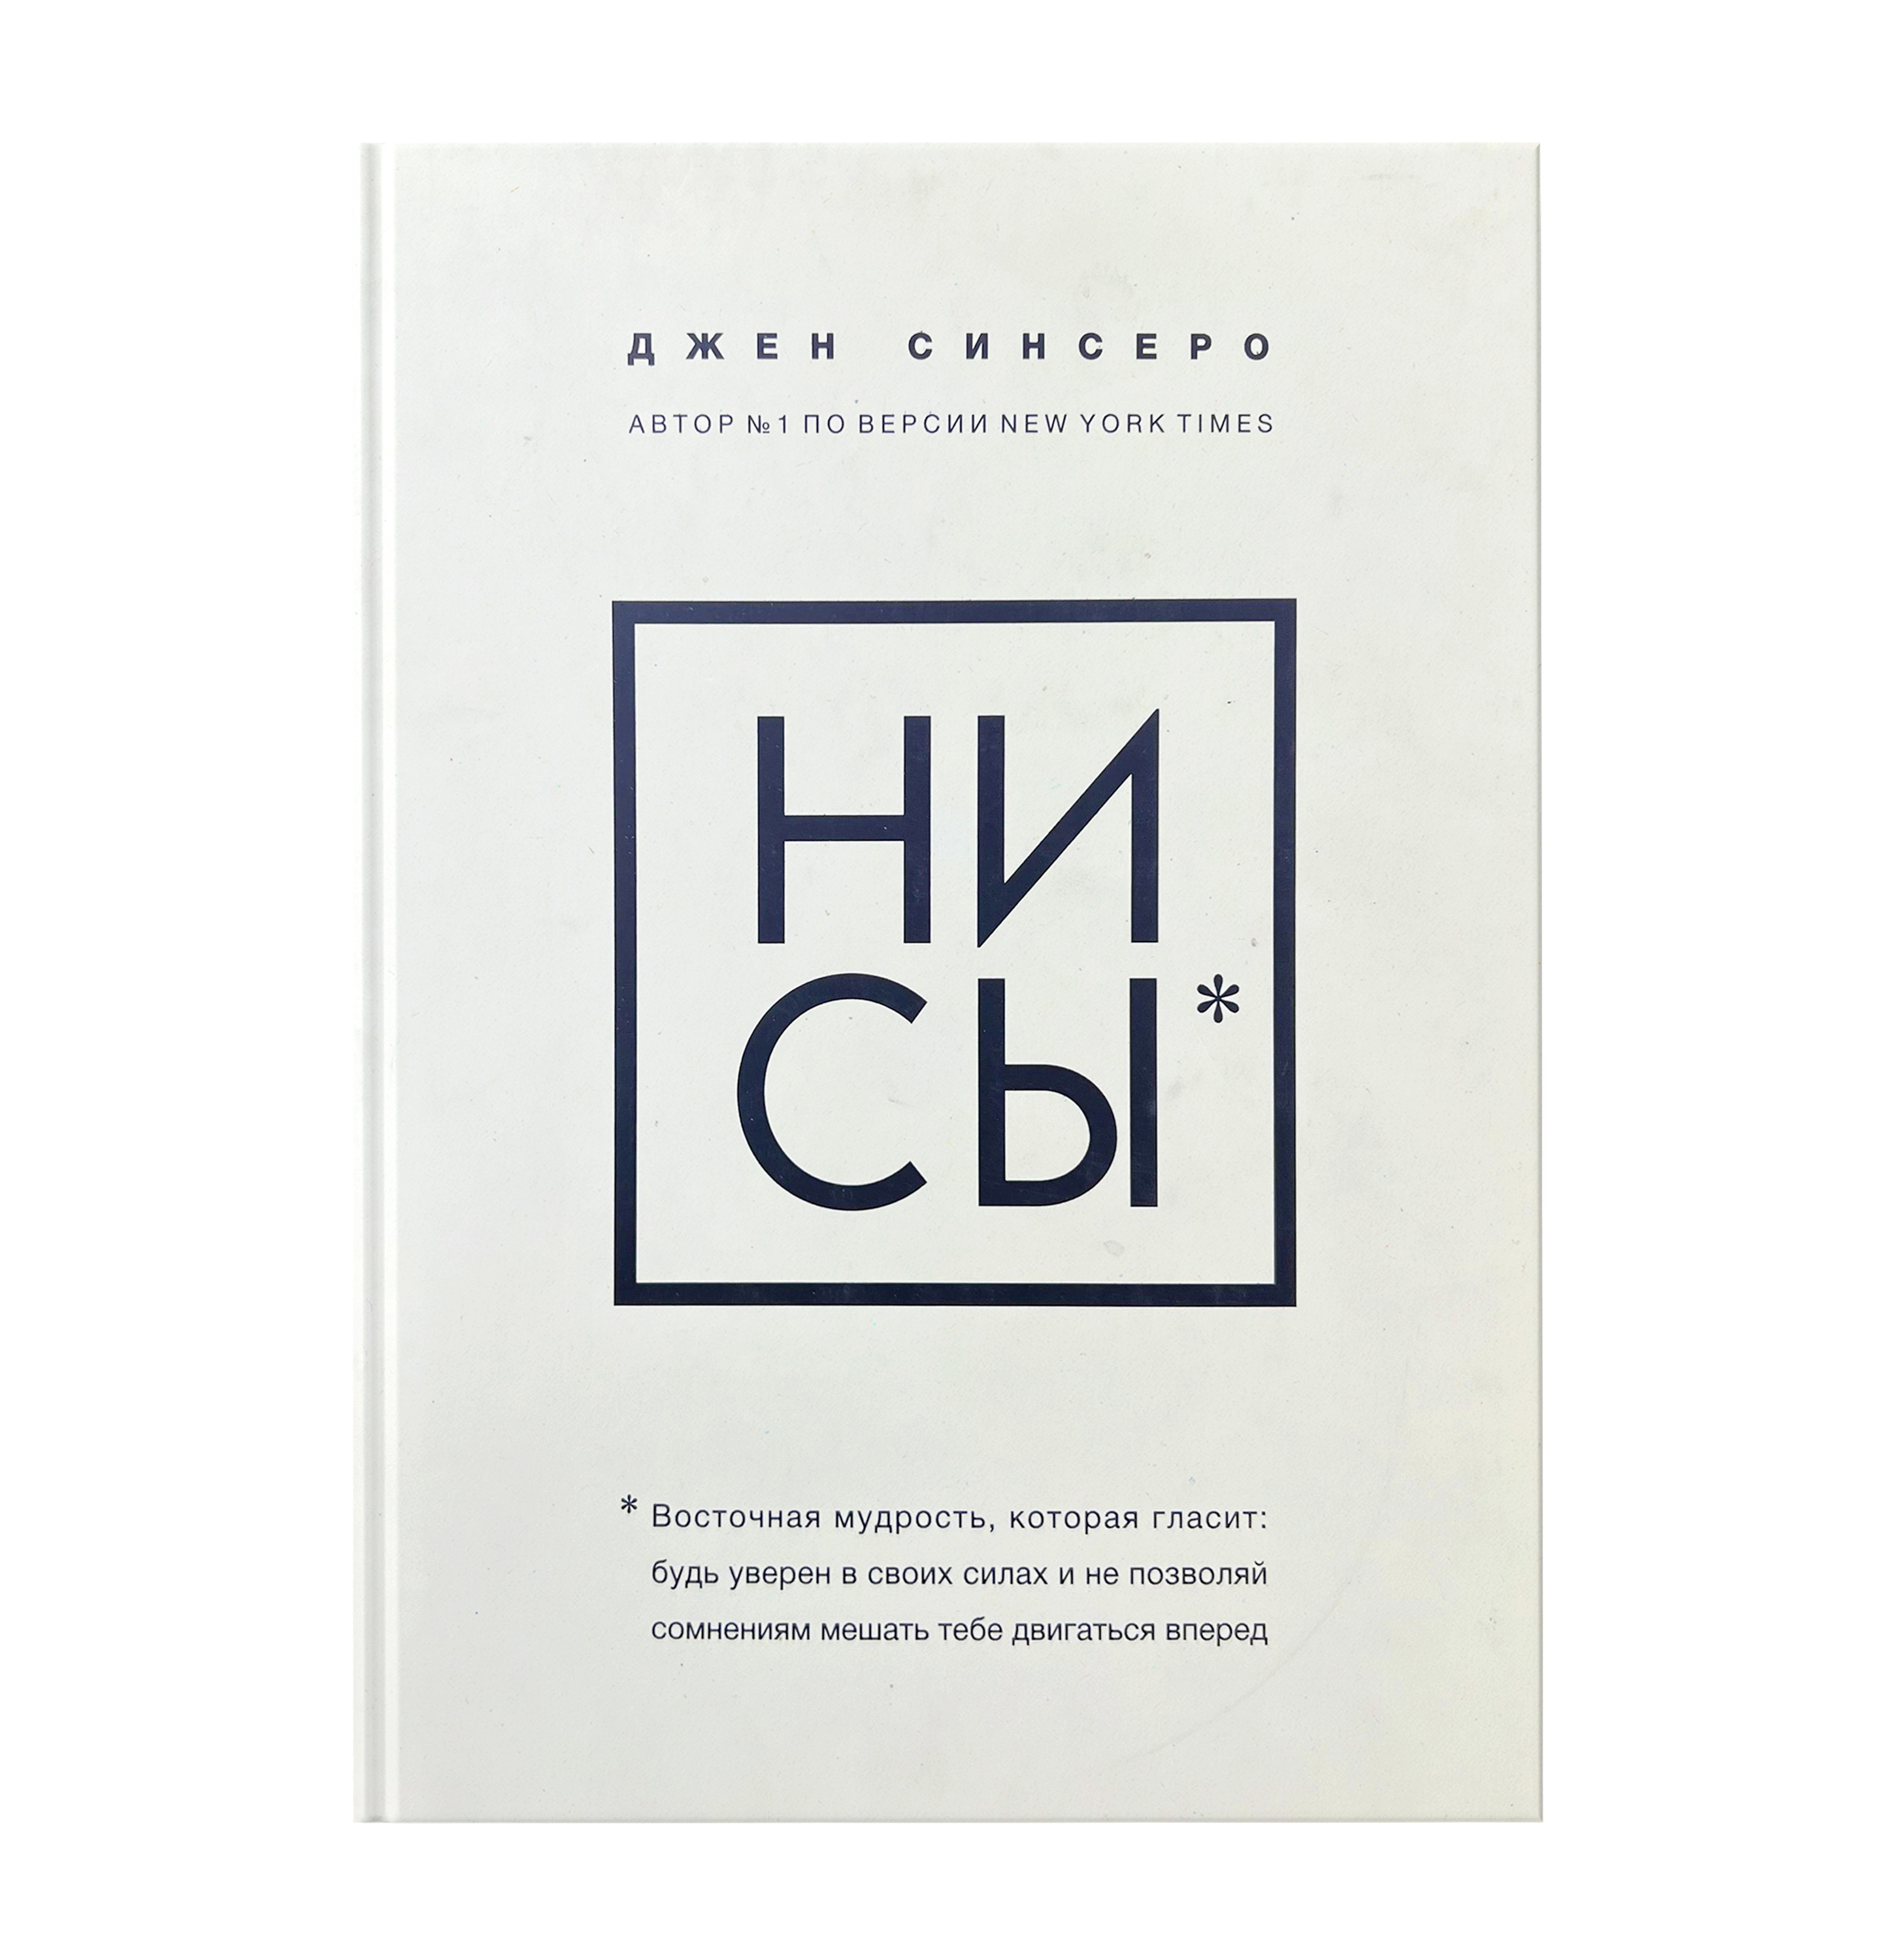 ДЖЕН СИНСЕРО
АВТОР №1 ПО ВЕРСИИ NEW YORK TIMES
НИ
СЫ*
* Восточная мудрость, которая гласит:
будь уверен в своих силах и не позволяй
сомнениям мешать тебе двигаться вперед